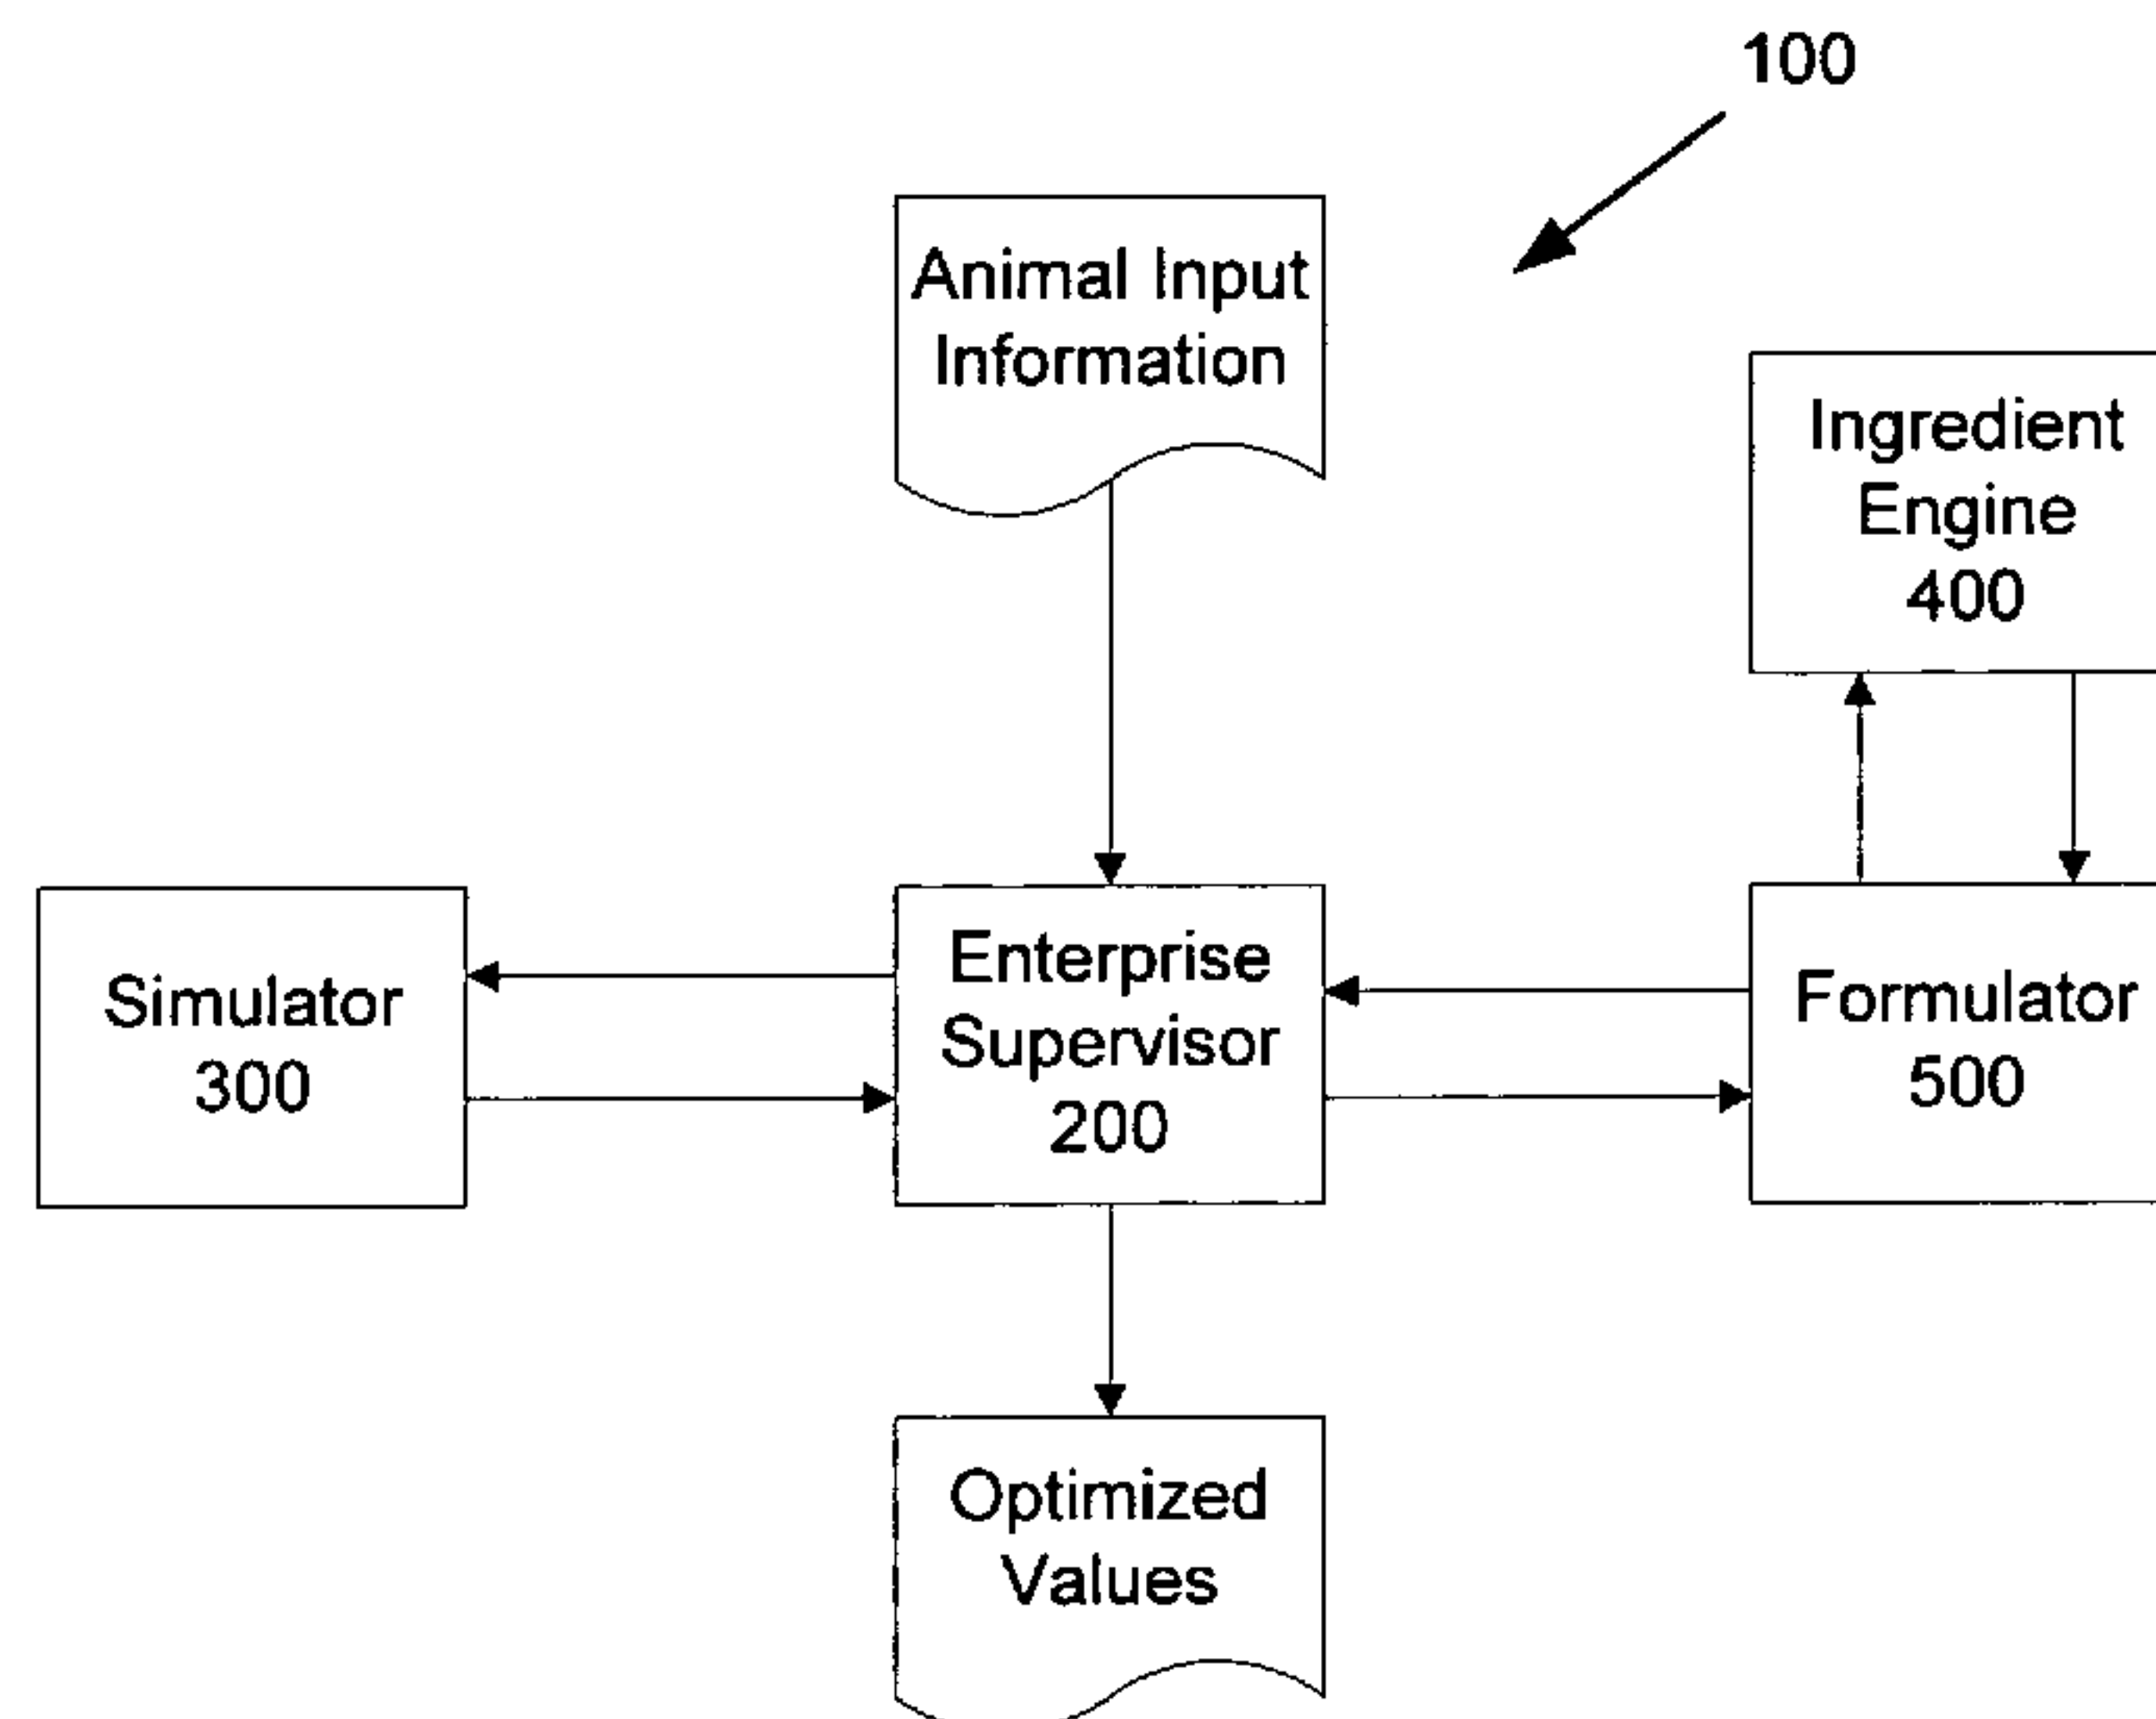 100
Animal Input
Information
Ingredient
Engine
400
Simulator
300
Enterprise
Supervisor
200
Formulator
500
Optimized
Values